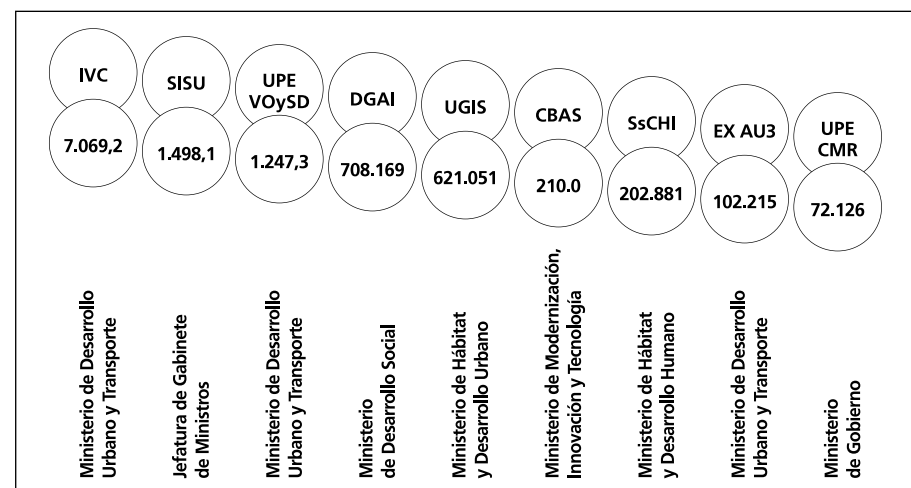 IVC
SISU
UPE
VOySD
DGAI
UGIS
CBAS
SsCHI
EX AU3
UPE
CMR
7.069,2
1.498,1
1.247,3
708.169
621.051
210.0
202.881
102.215
72.126
Ministerio de Desarrollo
Urbano y Transporte
Jefatura de Gabinete
de Ministros
Ministerio de Desarrollo
Urbano y Transporte
Ministerio
de Desarrollo Social
Ministerio de Hábitat
y Desarrollo Urbano
Ministerio de Modernización,
Innovación y Tecnología
Ministerio de Hábitat
y Desarrollo Humano
Ministerio de Desarrollo
Urbano y Transporte
Ministerio
de Gobierno